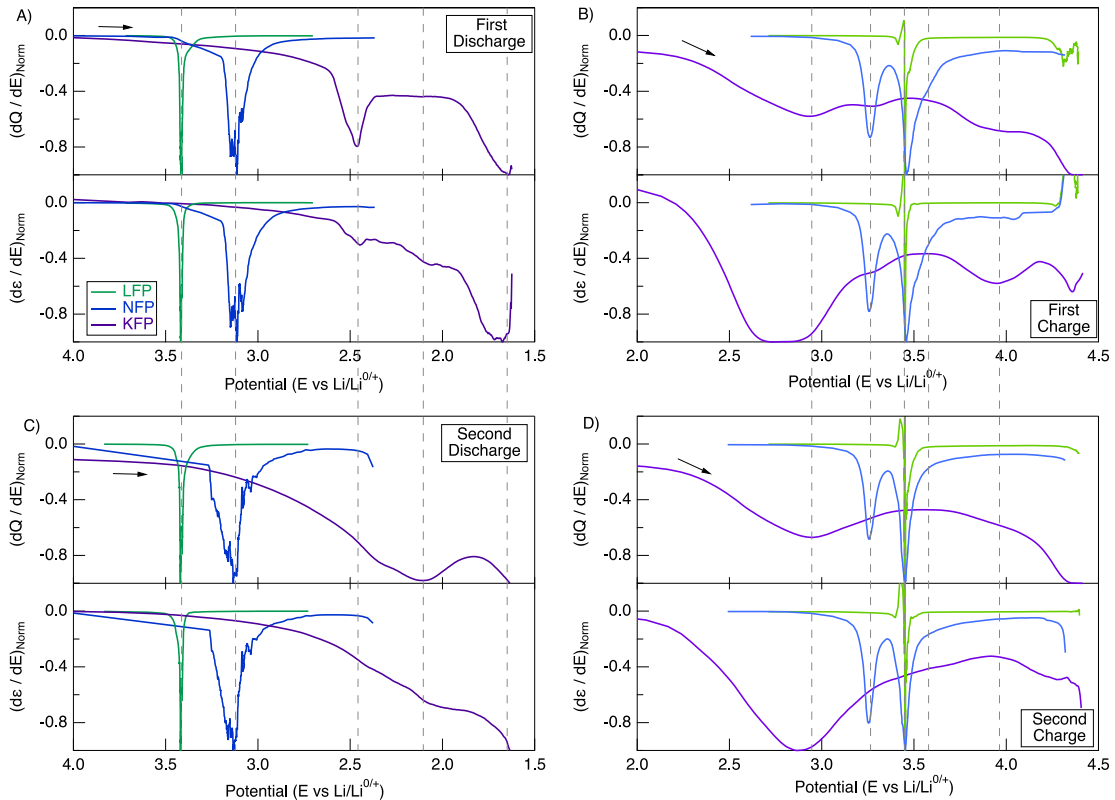 A)
First
Discharge
0.0
-0.4
-0.8
(dQ / dE)Norm
0.0
-0.4
-0.8
(dε / dE)Norm
LFP
NFP
KFP
4.0 3.5 3.0 2.5 2.0 1.5
Potential (E vs Li/Li0/+)
B)
0.0
-0.4
-0.8
(dQ / dE)Norm
0.0
-0.4
-0.8
(dε / dE)Norm
First
Charge
2.0 2.5 3.0 3.5 4.0 4.5
Potential (E vs Li/Li0/+)
C)
Second
Discharge
0.0
-0.4
-0.8
(dQ / dE)Norm
0.0
-0.4
-0.8
(dε / dE)Norm
4.0 3.5 3.0 2.5 2.0 1.5
Potential (E vs Li/Li0/+)
D)
0.0
-0.4
-0.8
(dQ / dE)Norm
0.0
-0.4
-0.8
(dε / dE)Norm
Second
Charge
2.0 2.5 3.0 3.5 4.0 4.5
Potential (E vs Li/Li0/+)